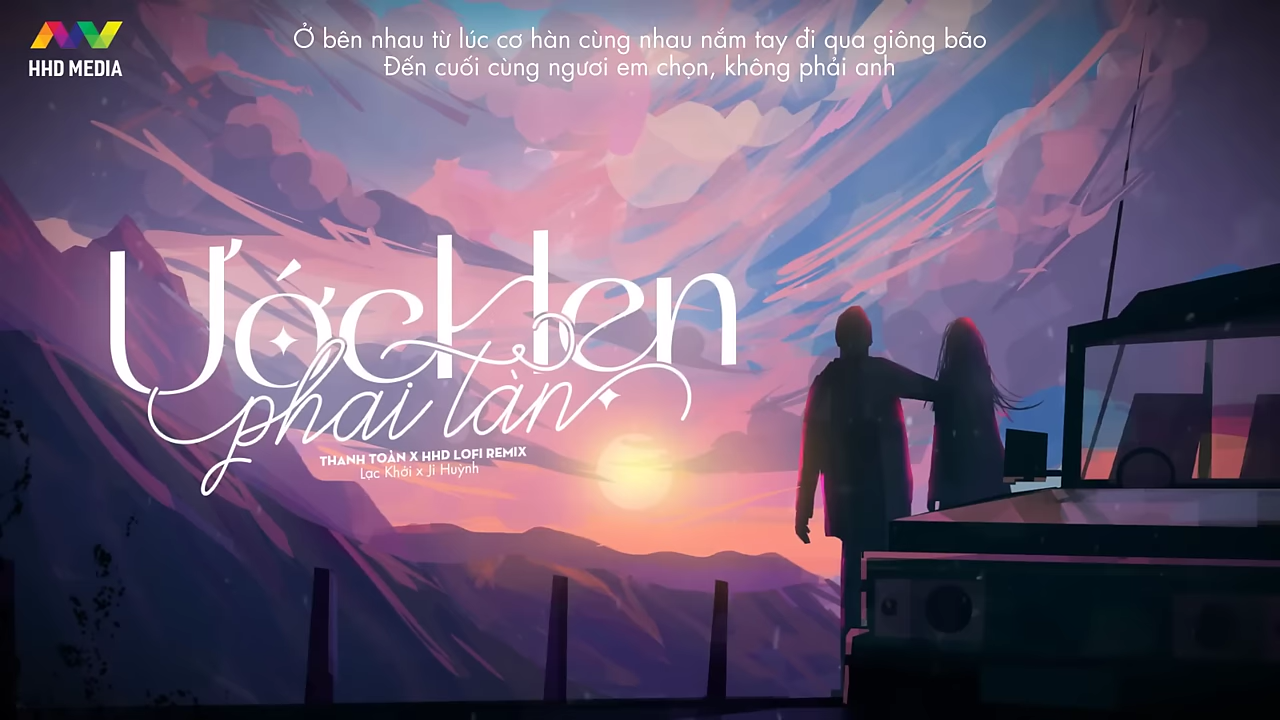 HHD MEDIA
Ở bên nhau từ lúc cơ hàn cùng nhau nắm tay đi qua giông bão
Đến cuối cùng ngươi em chọn, không phải anh
Ước Hẹn
phai tàn
THANH TOÀN X HHD LOFI REMIX
Lạc Khởi x Ji Huỳnh